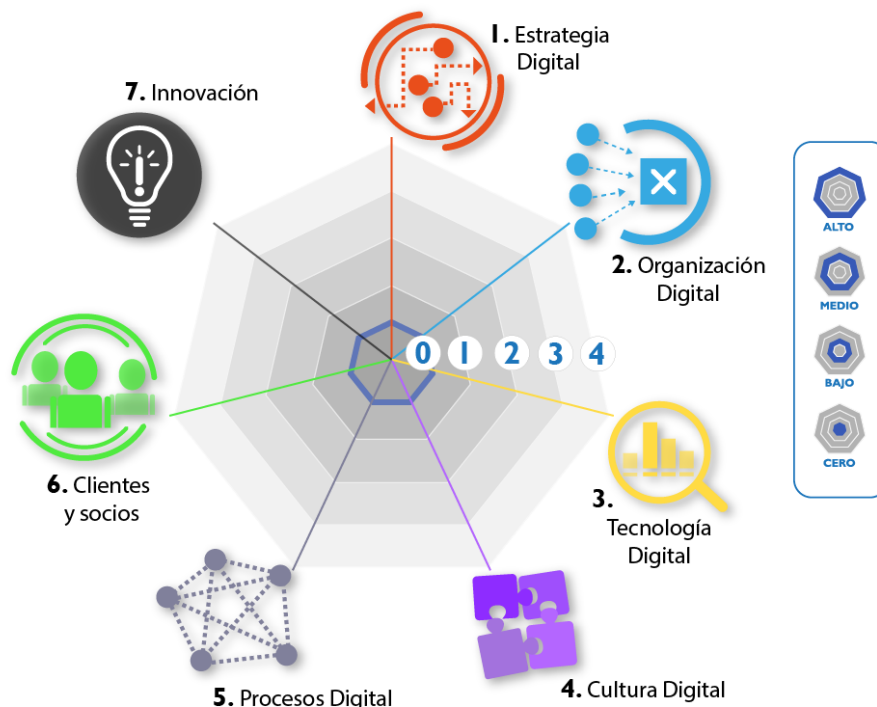 1. Estrategia
Digital
7. Innovación
2. Organización
Digital
0 1 2 3 4
3.
Tecnología
Digital
6. Clientes
y socios
5. Procesos Digital
4. Cultura Digital
ALTO
MEDIO
BAJO
CERO